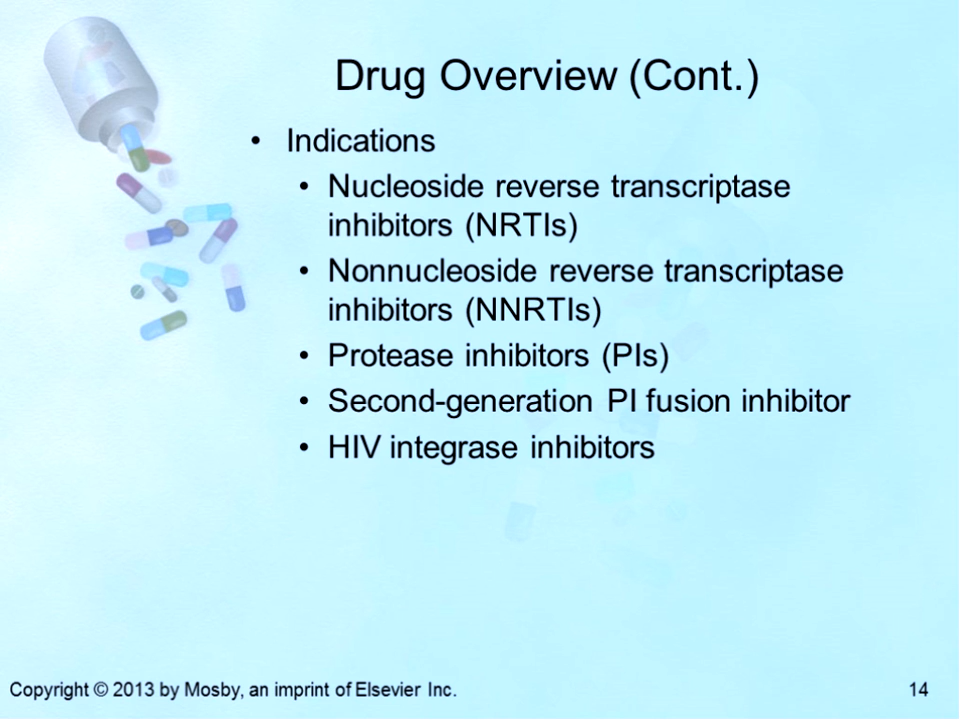 Drug Overview (Cont.)
• Indications
• Nucleoside reverse transcriptase
inhibitors (NRTIs)
• Nonnucleoside reverse transcriptase
inhibitors (NNRTIs)
• Protease inhibitors (PIs)
• Second-generation PI fusion inhibitor
• HIV integrase inhibitors
Copyright © 2013 by Mosby, an imprint of Elsevier Inc.
14